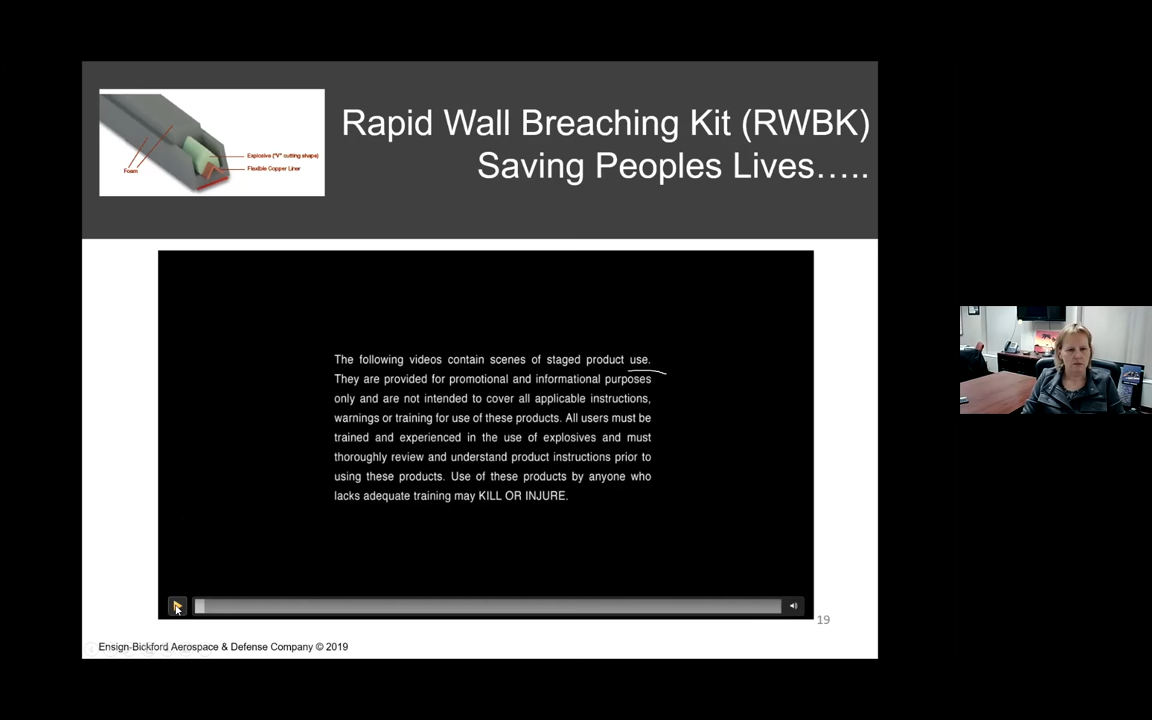 Rapid Wall Breaching Kit (RWBK)
Saving Peoples Lives…..
Explosive ("V" cutting shape)
Flexible Copper Liner
Foam
The following videos contain scenes of staged product use.
They are provided for promotional and informational purposes
only and are not intended to cover all applicable instructions,
warnings or training for use of these products. All users must be
trained and experienced in the use of explosives and must
thoroughly review and understand product instructions prior to
using these products. Use of these products by anyone who
lacks adequate training may KILL OR INJURE.
19
Ensign-Bickford Aerospace & Defense Company © 2019